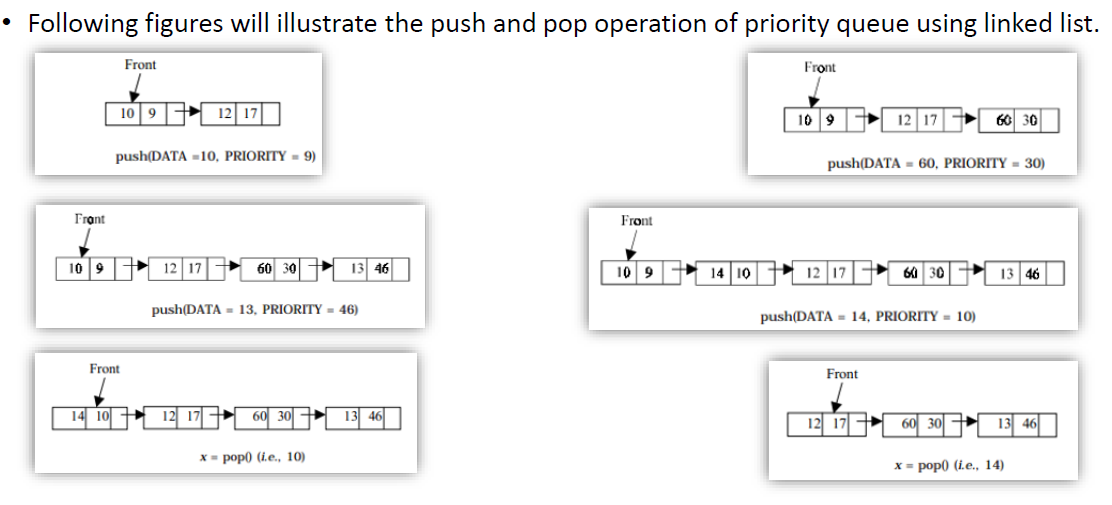 • Following figures will illustrate the push and pop operation of priority queue using linked list.
Front
10 9 12 17
push(DATA =10, PRIORITY = 9)
Front
10 9 12 17 60 30
push(DATA = 60, PRIORITY = 30)
Front
10 9 12 17 60 30 13 46
push(DATA = 13, PRIORITY = 46)
Front
10 9 14 10 12 17 60 30 13 46
push(DATA = 14, PRIORITY = 10)
Front
14 10 12 17 60 30 13 46
x = pop() (i.e., 10)
Front
12 17 60 30 13 46
x = pop() (i.e., 14)